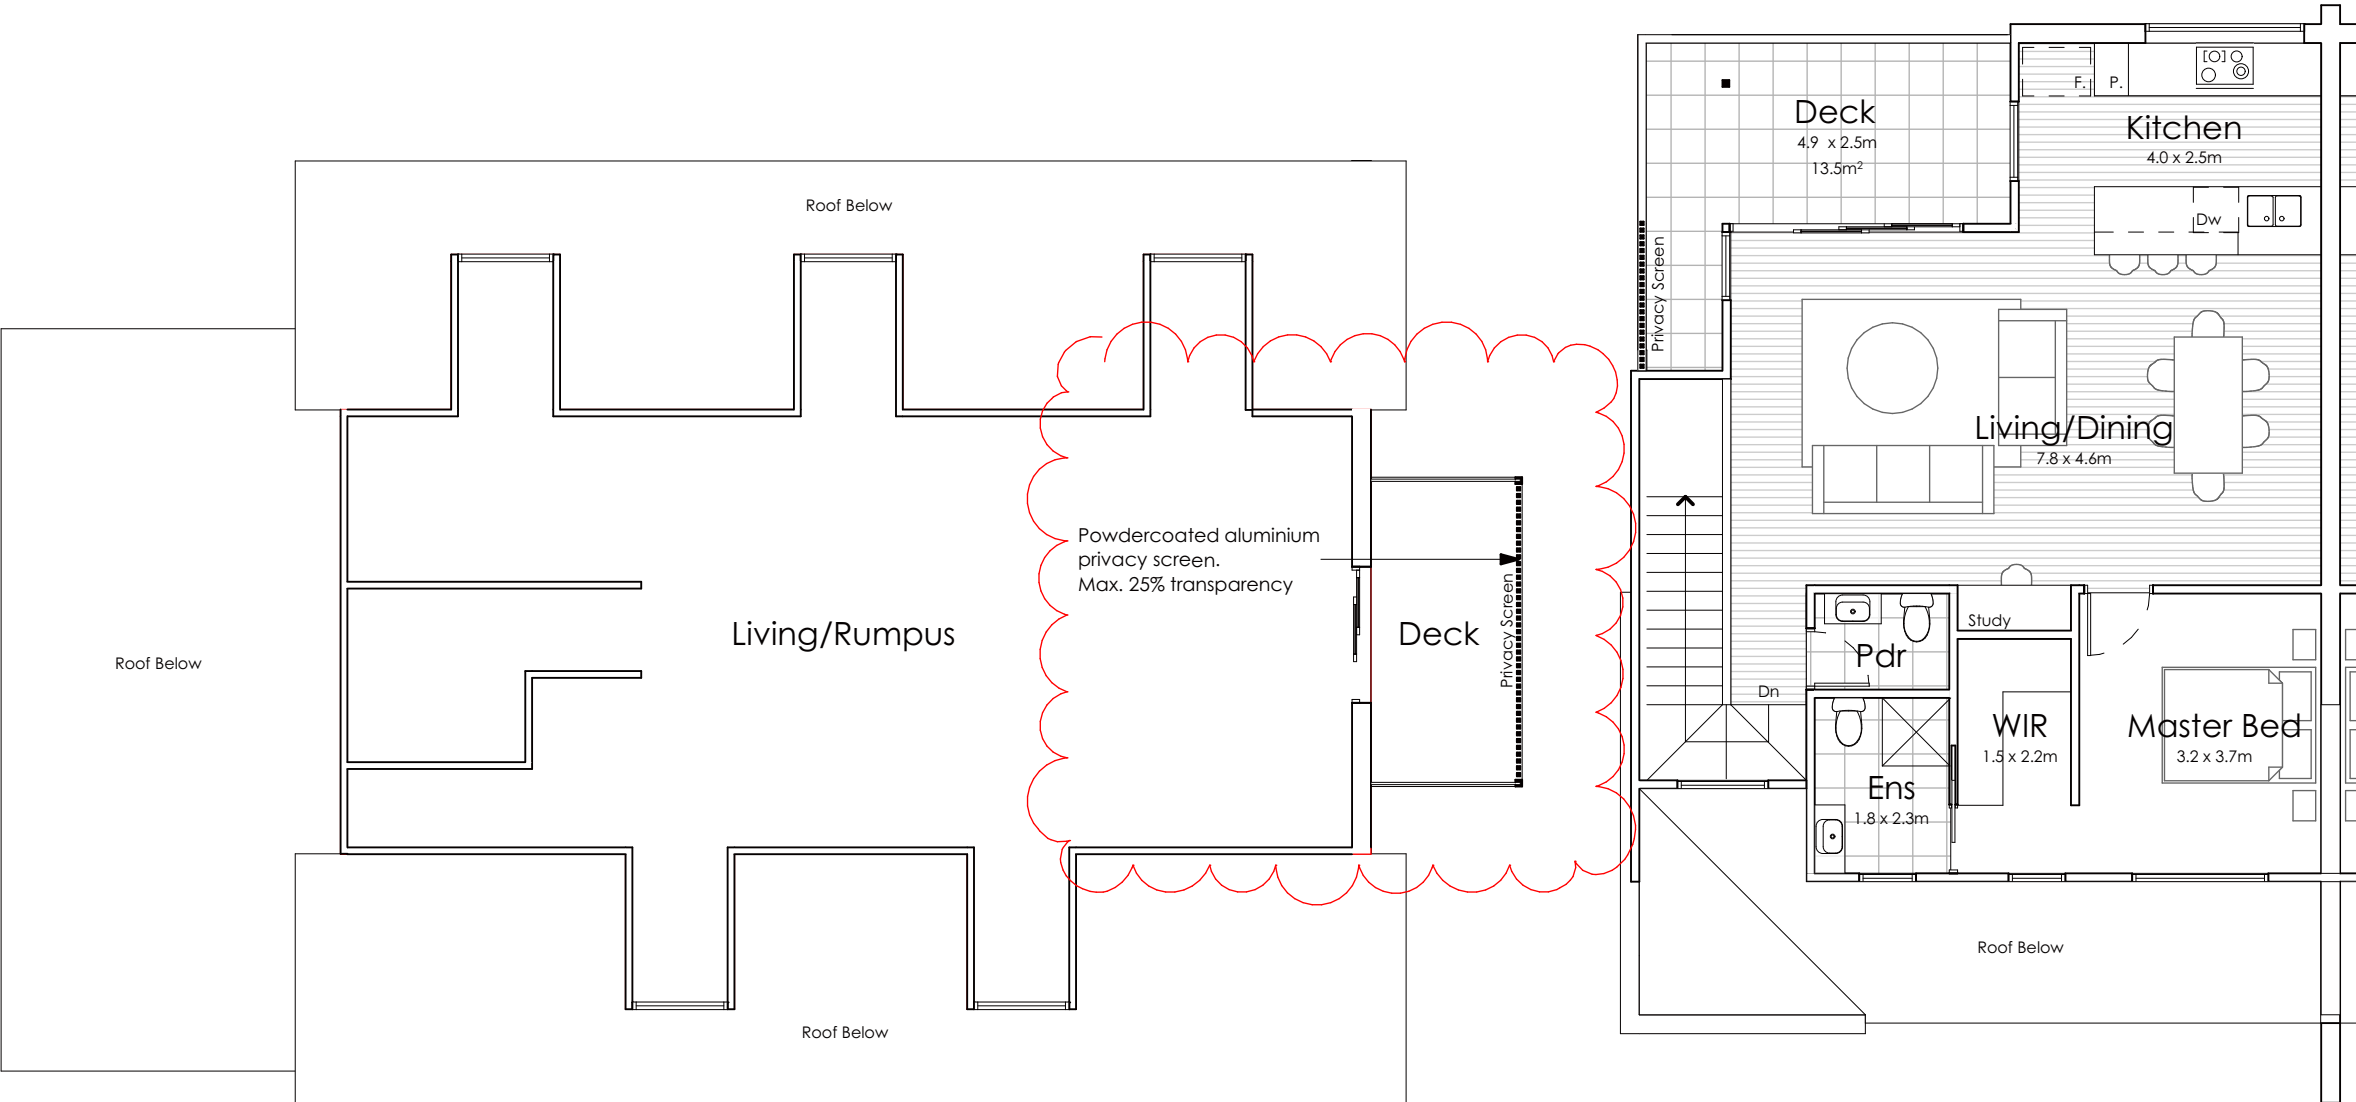 Roof Below
Roof Below
Living/Rumpus
Roof Below
Powdercoated aluminium
privacy screen.
Max. 25% transparency
Deck
Privacy Screen
Deck
4.9 x 2.5m
13.5m²
Privacy Screen
F. P.
Kitchen
4.0 x 2.5m
Dw
Living/Dining
7.8 x 4.6m
Study
Pdr
Dn
WIR
1.5 x 2.2m
Master Bed
3.2 x 3.7m
Ens
1.8 x 2.3m
Roof Below